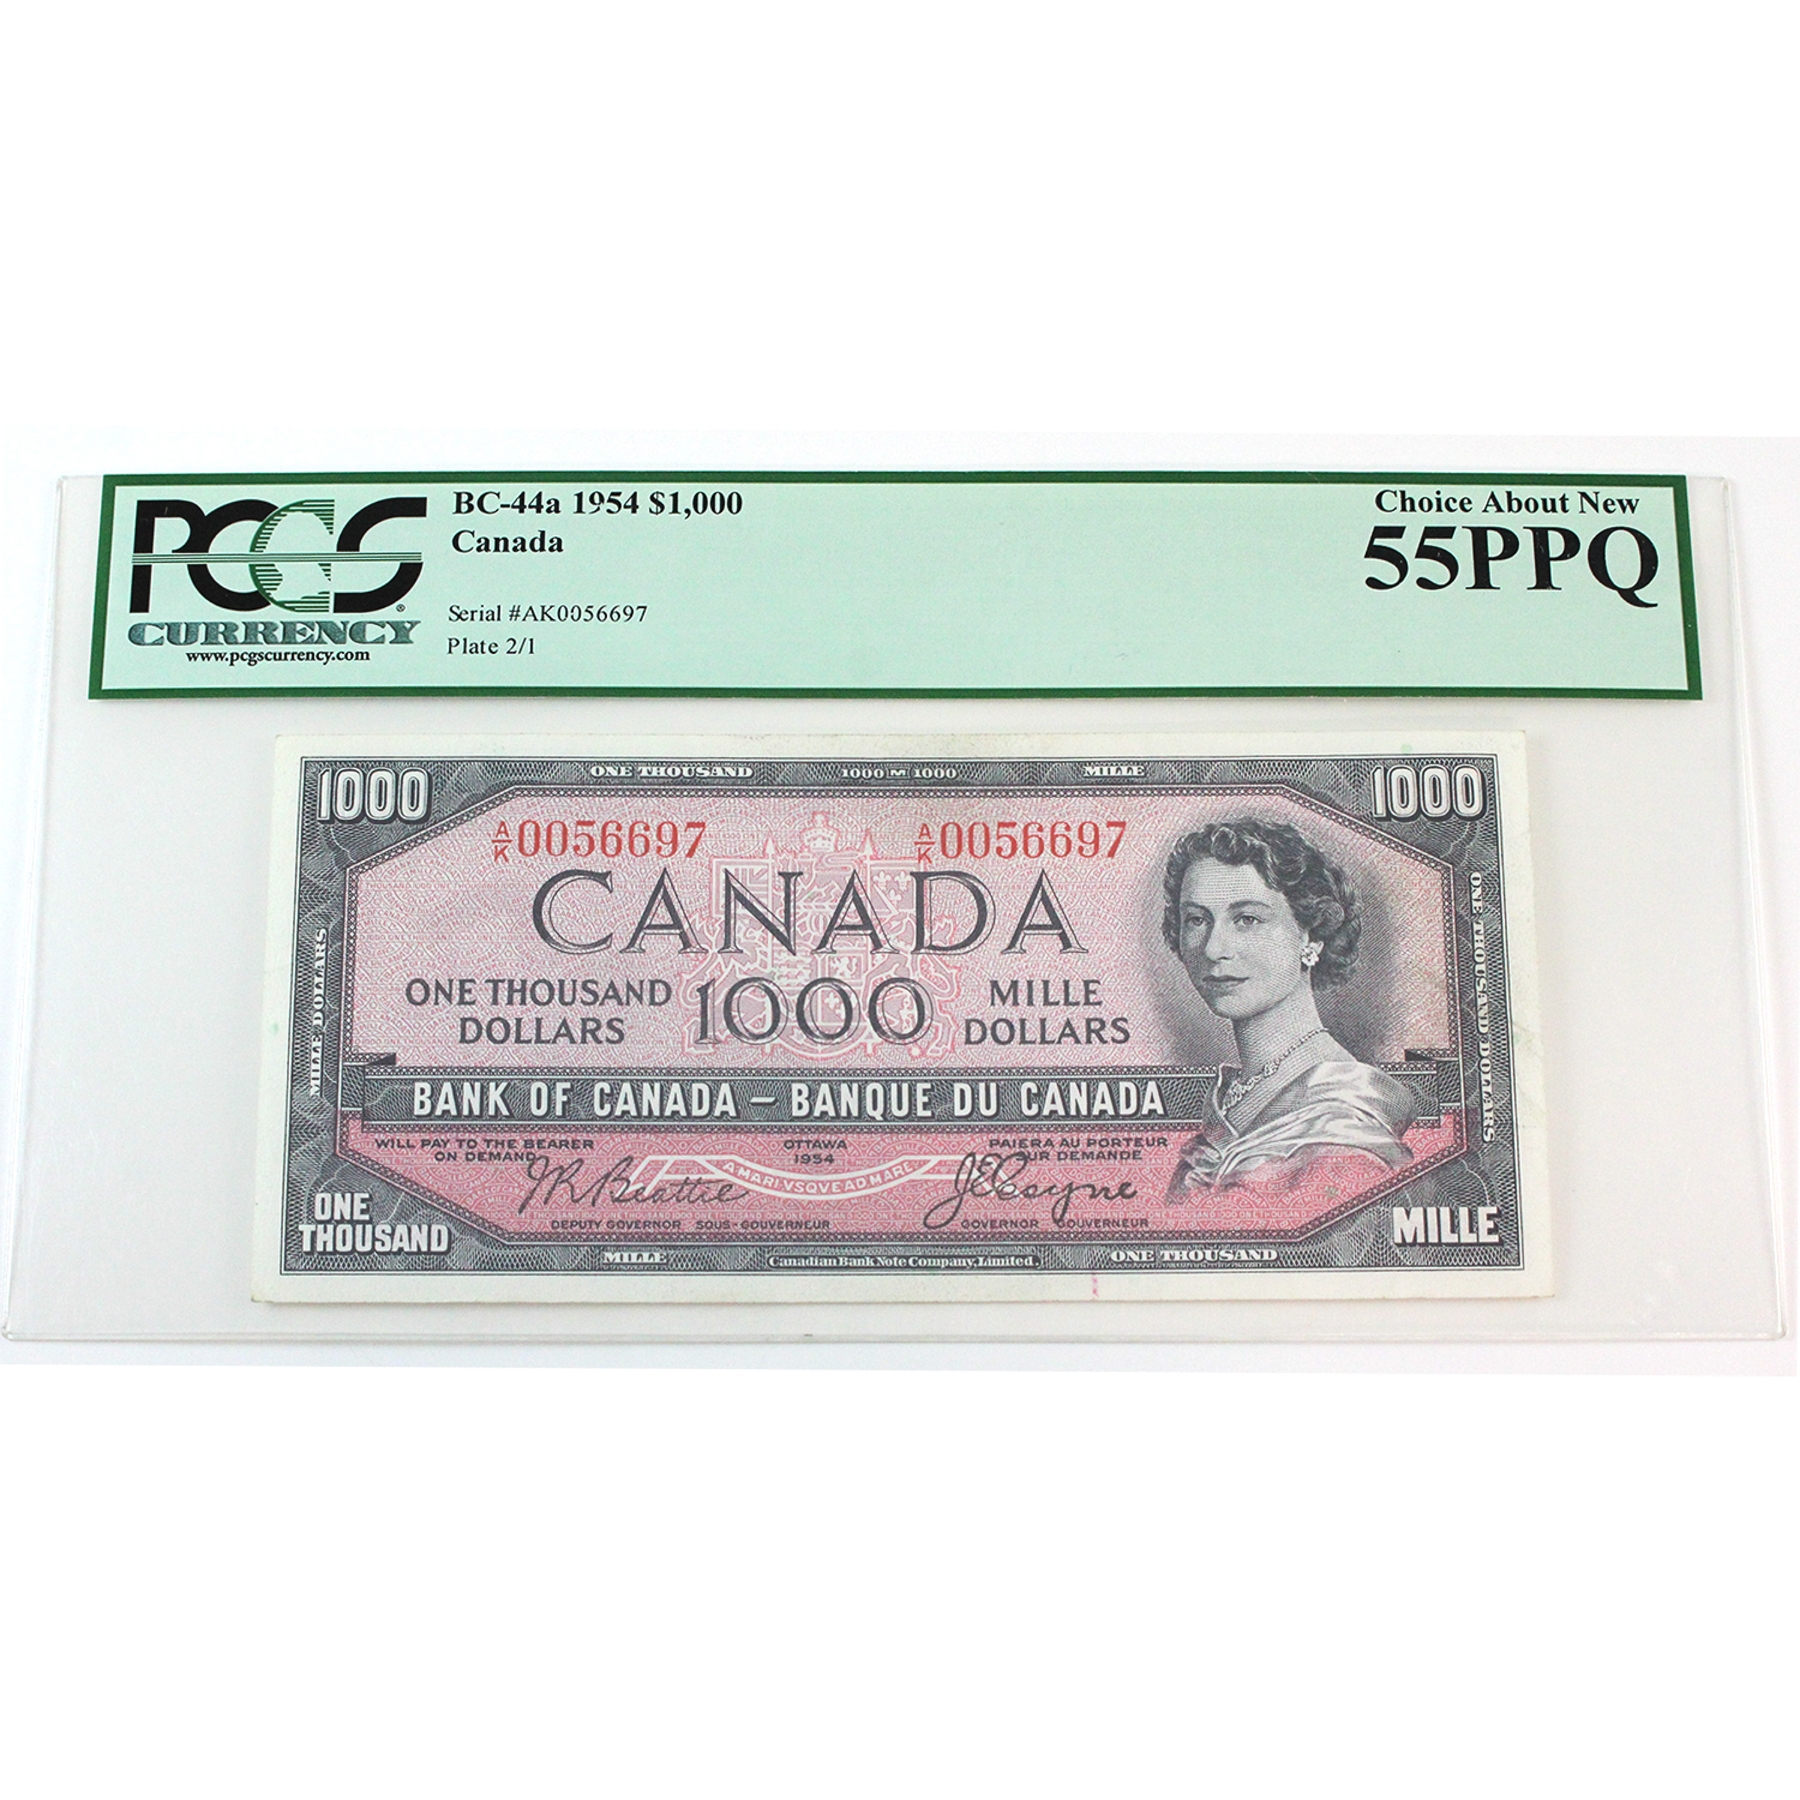 PCGS
CURRENCY
www.pcgscurrency.com
BC-44a 1954 $1,000
Canada
Serial #AK0056697
Plate 2/1
Choice About New
55PPQ
1000 ONE THOUSAND 1000 M 1000 MILLE 1000
A/K 0056697 A/K 0056697
CANADA
ONE THOUSAND DOLLARS
1000
MILLE DOLLARS
MILLE DOLLARS
ONE THOUSAND DOLLARS
BANK OF CANADA – BANQUE DU CANADA
WILL PAY TO THE BEARER
ON DEMAND
OTTAWA
1954
PAIERA AU PORTEUR
SUR DEMANDE
A MARI VSQVE AD MARE
JR Beattie
J E Coyne
DEPUTY GOVERNOR SOUS-GOUVERNEUR
GOVERNOR GOUVERNEUR
ONE
THOUSAND
MILLE
MILLE Canadian Bank Note Company, Limited. ONE THOUSAND